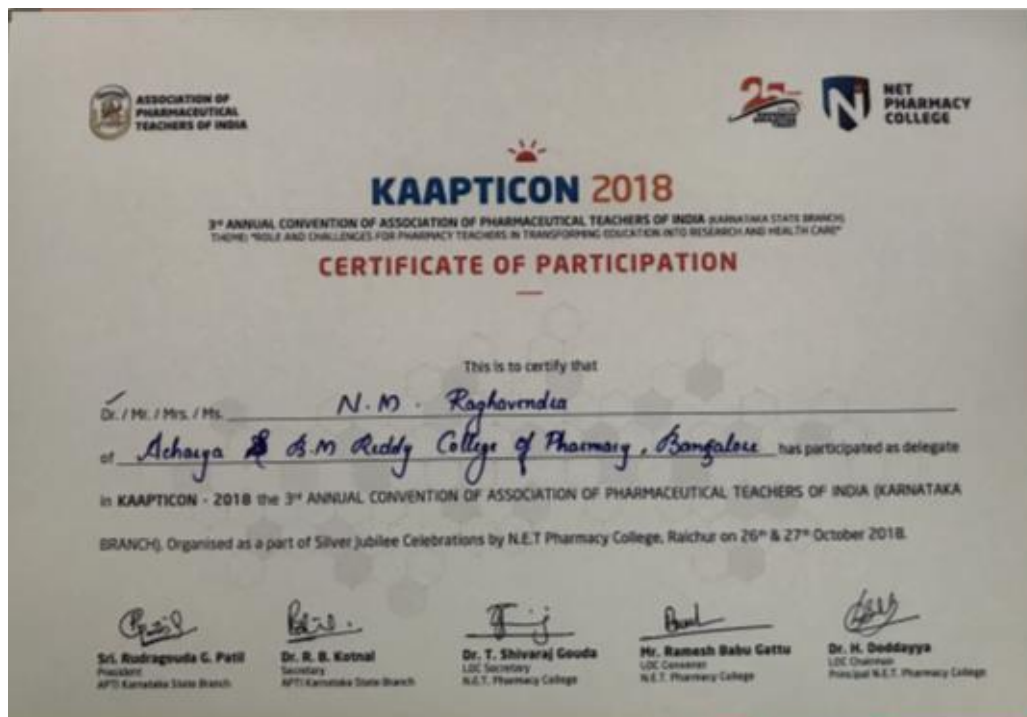 ASSOCIATION OF
PHARMACEUTICAL
TEACHERS OF INDIA
25
NET
PHARMACY
COLLEGE
KAAPTICON 2018
3rd ANNUAL CONVENTION OF ASSOCIATION OF PHARMACEUTICAL TEACHERS OF INDIA (KARNATAKA STATE BRANCH)
THEME: "ROLE AND CHALLENGES FOR PHARMACY TEACHERS IN TRANSFORMING EDUCATION INTO RESEARCH AND HEALTH CARE"
CERTIFICATE OF PARTICIPATION
This is to certify that
Dr. / Mr. / Mrs. / Ms. N.M. Raghavendra
of Acharya & B.M Reddy College of Pharmacy, Bangalore has participated as delegate
in KAAPTICON - 2018 the 3rd ANNUAL CONVENTION OF ASSOCIATION OF PHARMACEUTICAL TEACHERS OF INDIA (KARNATAKA
BRANCH). Organised as a part of Silver Jubilee Celebrations by N.E.T Pharmacy College, Raichur on 26th & 27th October 2018.
Sri. Rudragouda G. Patil
President
APTI Karnataka State Branch
Dr. R. B. Kotnal
Secretary
APTI Karnataka State Branch
Dr. T. Shivaraj Gouda
LOC Secretary
N.E.T. Pharmacy College
Mr. Ramesh Babu Gattu
LOC Convener
N.E.T. Pharmacy College
Dr. H. Doddayya
LOC Chairman
Principal N.E.T. Pharmacy College